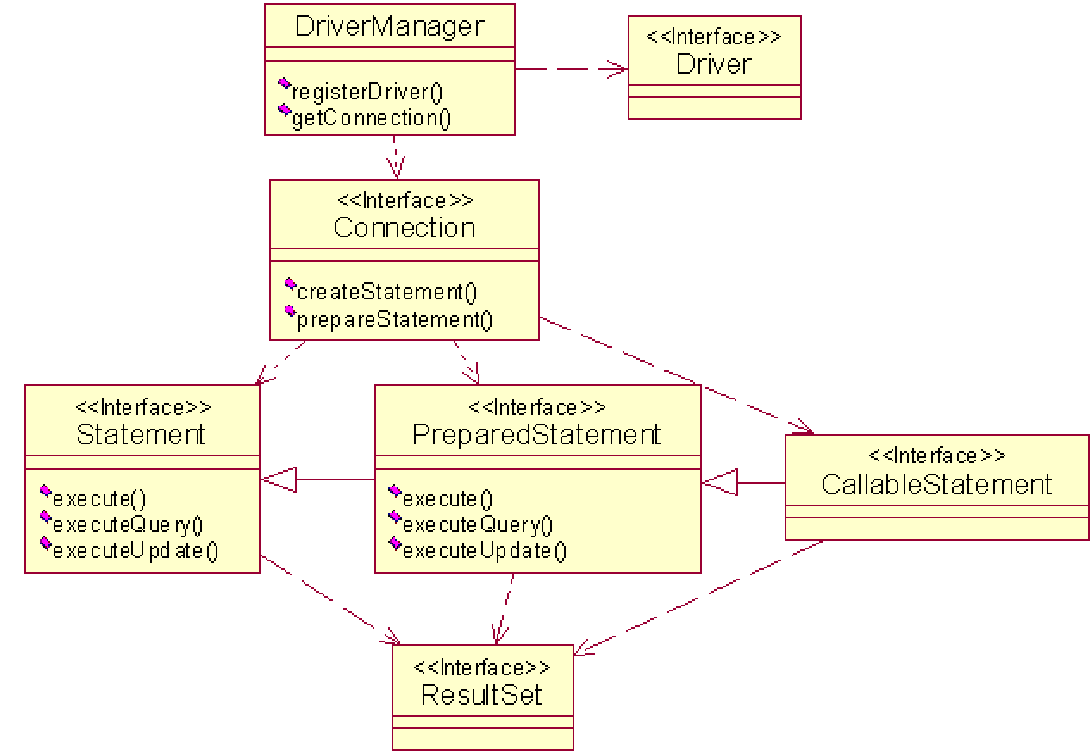 DriverManager
registerDriver()
getConnection()
<<Interface>>
Driver
<<Interface>>
Connection
createStatement()
prepareStatement()
<<Interface>>
Statement
execute()
executeQuery()
executeUpdate()
<<Interface>>
PreparedStatement
execute()
executeQuery()
executeUpdate()
<<Interface>>
CallableStatement
<<Interface>>
ResultSet